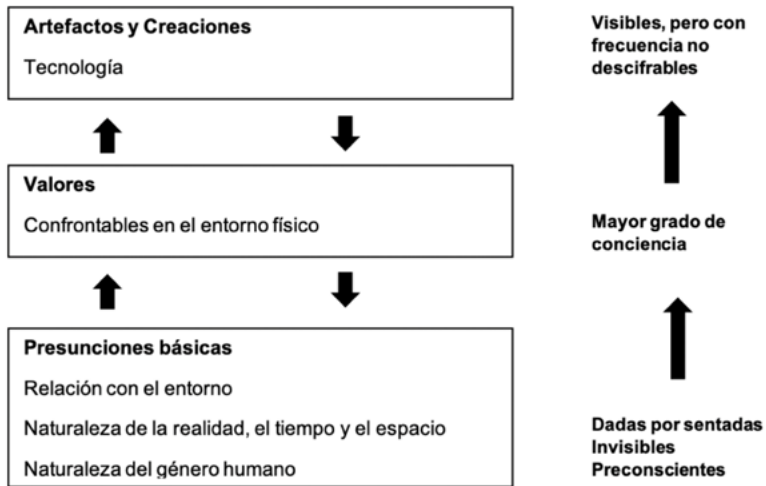 Artefactos y Creaciones
Tecnología
Visibles, pero con
frecuencia no
descifrables
Valores
Confrontables en el entorno físico
Mayor grado de
conciencia
Presunciones básicas
Relación con el entorno
Naturaleza de la realidad, el tiempo y el espacio
Naturaleza del género humano
Dadas por sentadas
Invisibles
Preconscientes